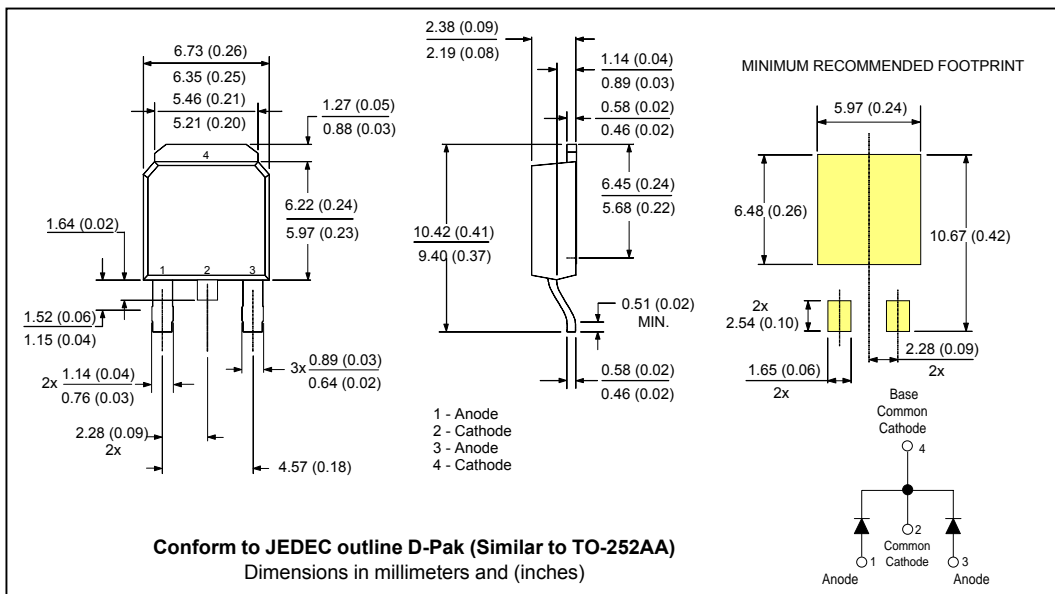 6.73 (0.26)
6.35 (0.25)
5.46 (0.21)
5.21 (0.20)
1.27 (0.05)
0.88 (0.03)
4
6.22 (0.24)
5.97 (0.23)
1.64 (0.02)
1 2 3
1.52 (0.06)
1.15 (0.04)
2x 1.14 (0.04)
0.76 (0.03)
3x 0.89 (0.03)
0.64 (0.02)
2.28 (0.09)
2x
4.57 (0.18)
2.38 (0.09)
2.19 (0.08)
1.14 (0.04)
0.89 (0.03)
0.58 (0.02)
0.46 (0.02)
6.45 (0.24)
5.68 (0.22)
10.42 (0.41)
9.40 (0.37)
0.51 (0.02)
MIN.
0.58 (0.02)
0.46 (0.02)
1 - Anode
2 - Cathode
3 - Anode
4 - Cathode
MINIMUM RECOMMENDED FOOTPRINT
5.97 (0.24)
6.48 (0.26)
10.67 (0.42)
2x
2.54 (0.10)
2.28 (0.09)
2x
1.65 (0.06)
2x
Base
Common
Cathode
4
2
Common
Cathode
1
Anode
3
Anode
Conform to JEDEC outline D-Pak (Similar to TO-252AA)
Dimensions in millimeters and (inches)